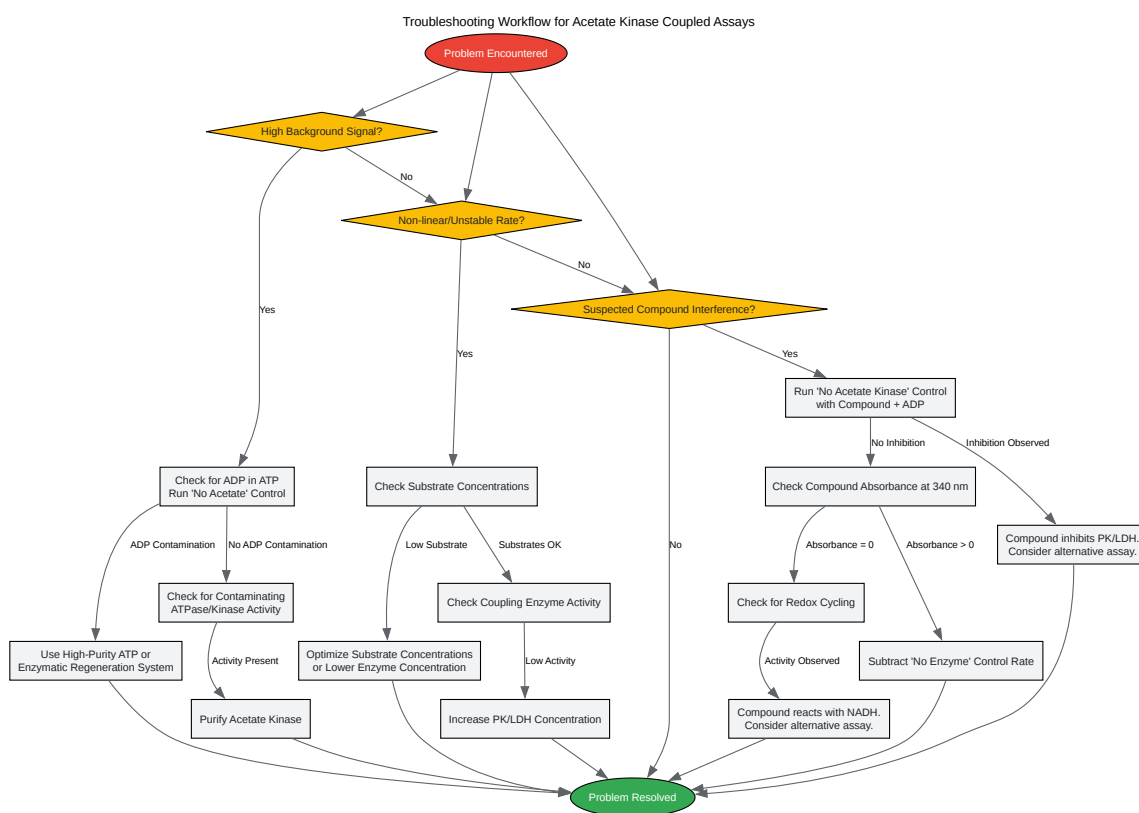 Troubleshooting Workflow for Acetate Kinase Coupled Assays
Problem Encountered
High Background Signal?
No
Non-linear/Unstable Rate?
No
Suspected Compound Interference?
Yes
Yes
Yes
Run 'No Acetate Kinase' Control
with Compound + ADP
No Inhibition
Inhibition Observed
Check for ADP in ATP
Run 'No Acetate' Control
Check Substrate Concentrations
Check Compound Absorbance at 340 nm
ADP Contamination
No ADP Contamination
Low Substrate
Substrates OK
No
Absorbance = 0
Absorbance > 0
Compound inhibits PK/LDH.
Consider alternative assay.
Check for Contaminating
ATPase/Kinase Activity
Check Coupling Enzyme Activity
Check for Redox Cycling
Use High-Purity ATP or
Enzymatic Regeneration System
Activity Present
Optimize Substrate Concentrations
or Lower Enzyme Concentration
Low Activity
Activity Observed
Subtract 'No Enzyme' Control Rate
Purify Acetate Kinase
Increase PK/LDH Concentration
Compound reacts with NADH.
Consider alternative assay.
Problem Resolved